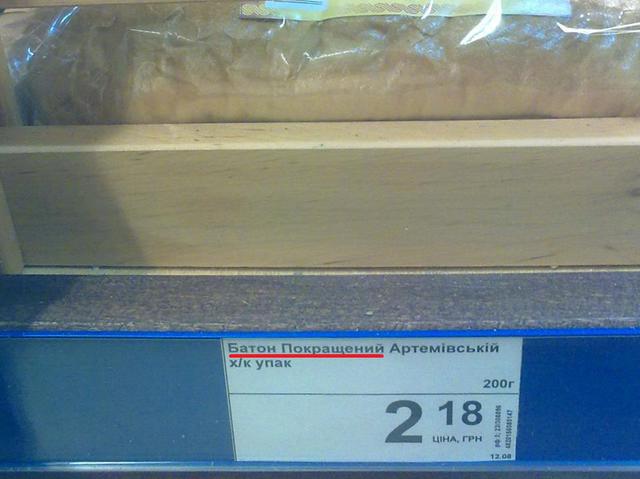 Батон Покращений Артемівській
х/к упак
200г
2 18
ЦІНА, ГРН
12.08